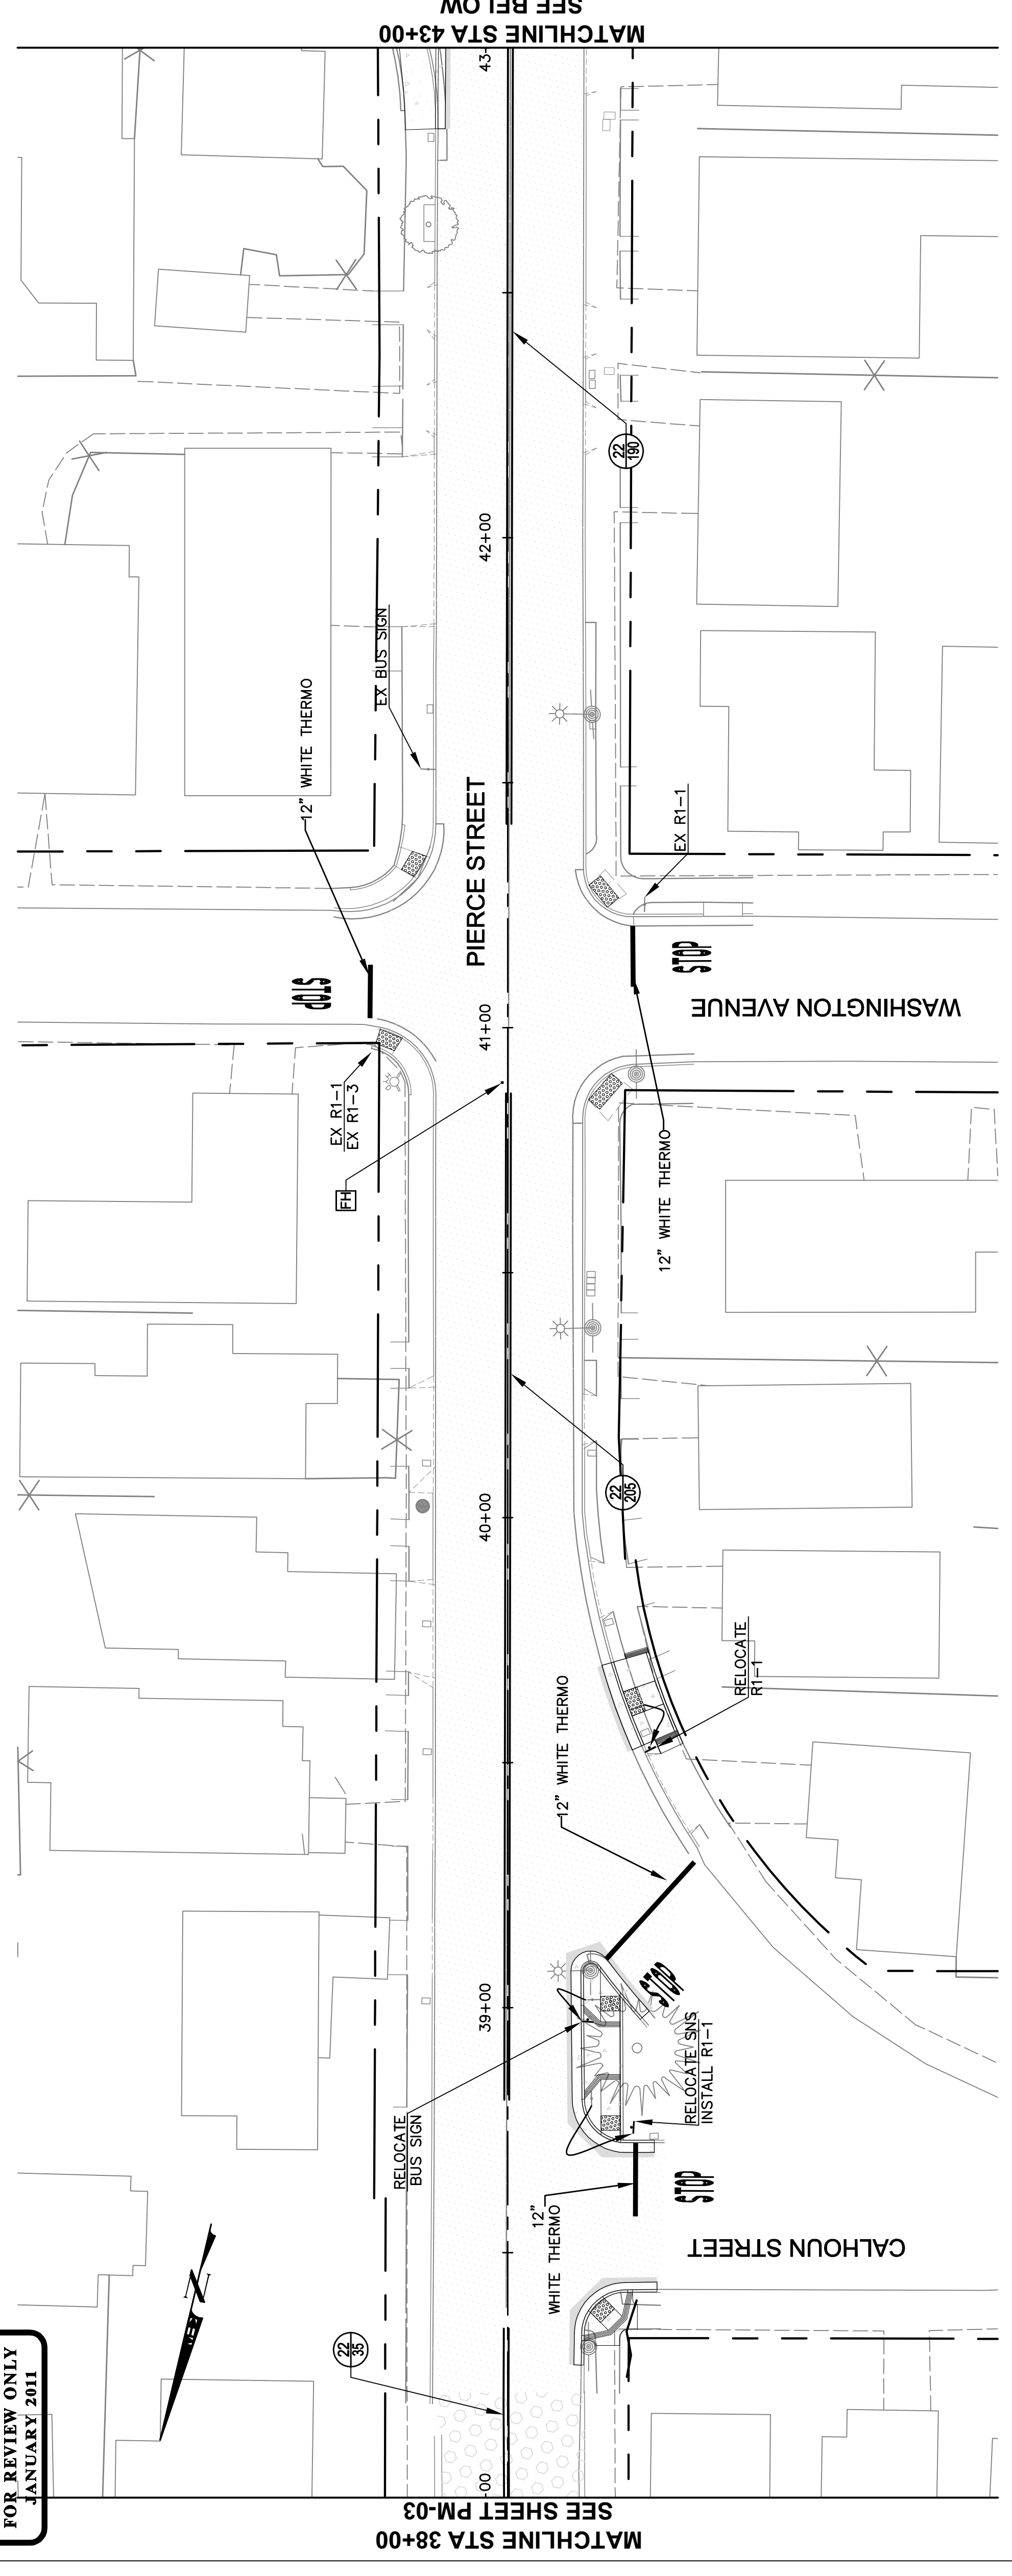 SEE BELOW
MATCHLINE STA 43+00
43-
22
190
42+00
EX BUS SIGN
12" WHITE THERMO
PIERCE STREET
EX R1-1
STOP
STOP
WASHINGTON AVENUE
41+00
EX R1-1
EX R1-3
FH
12" WHITE THERMO
22
205
40+00
RELOCATE
R1-1
12" WHITE THERMO
39+00
STOP
RELOCATE SNS
INSTALL R1-1
RELOCATE
BUS SIGN
STOP
12"
WHITE THERMO
CALHOUN STREET
22
35
FOR REVIEW ONLY
JANUARY 2011
-00
SEE SHEET PM-03
MATCHLINE STA 38+00